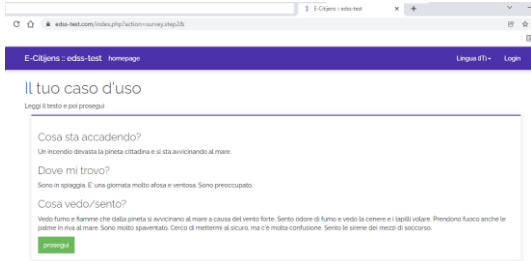 E-Citijens :: edss-test
edss-test.com/index.php?action=survey.step2&
E-Citijens :: edss-test homepage Lingua (IT) Login
Il tuo caso d'uso
Leggi il testo e poi prosegui
Cosa sta accadendo?
Un incendio devasta la pineta cittadina e si sta avvicinando al mare.
Dove mi trovo?
Sono in spiaggia. E' una giornata molto afosa e ventosa. Sono preoccupato.
Cosa vedo/sento?
Vedo fumo e fiamme che dalla pineta si avvicinano al mare a causa del vento forte. Sento odore di fumo e vedo la cenere e i lapilli volare. Prendono fuoco anche le
palme in riva al mare. Sono molto spaventato. Cerco di mettermi al sicuro, ma c'è molta confusione. Sento le sirene dei mezzi di soccorso.
prosegui